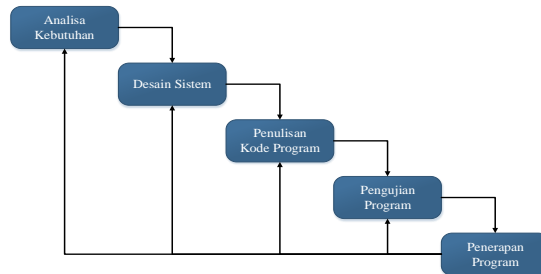 Analisa
Kebutuhan
Desain Sistem
Penulisan
Kode Program
Pengujian
Program
Penerapan
Program